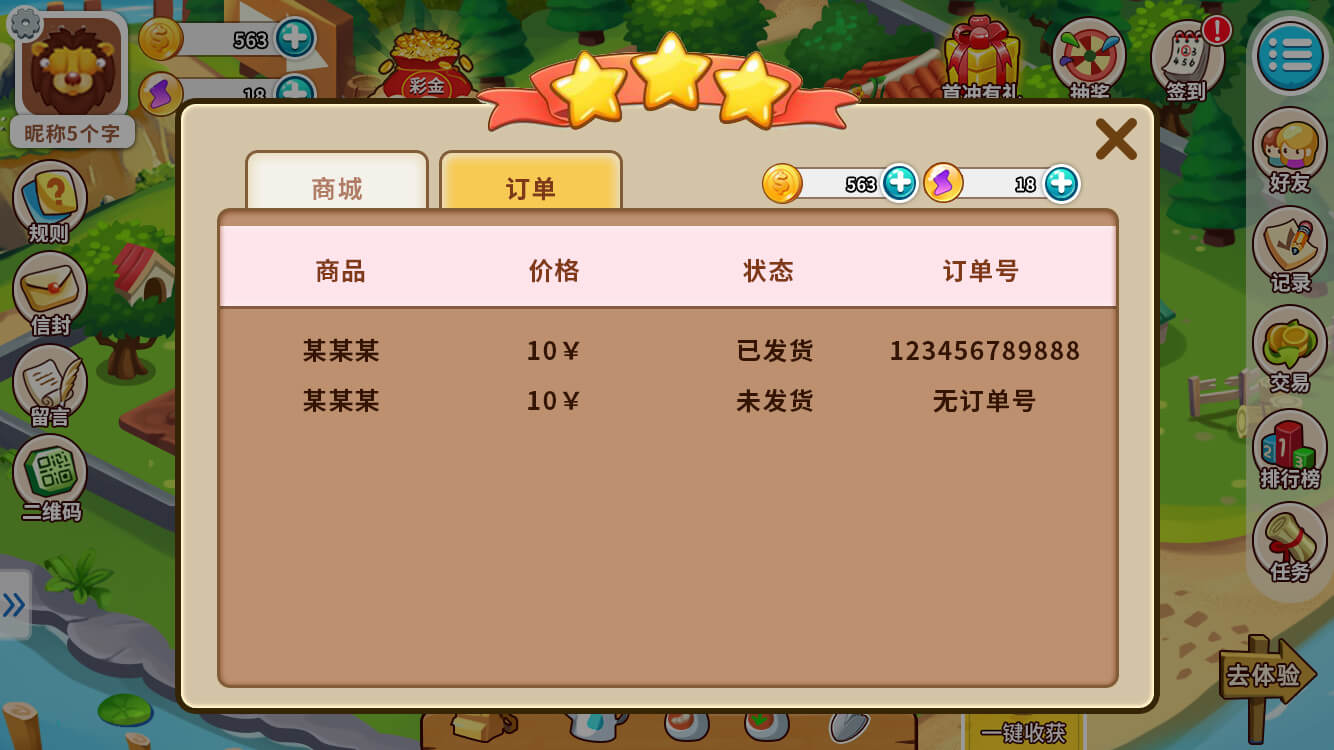 563
18
彩金
首冲有礼
抽奖
签到
昵称5个字
规则
信封
留言
二维码
商城
订单
563
18
商品 价格 状态 订单号
某某某 10￥ 已发货 123456789888
某某某 10￥ 未发货 无订单号
好友
记录
交易
2 1 3
排行榜
任务
去体验
一键收获